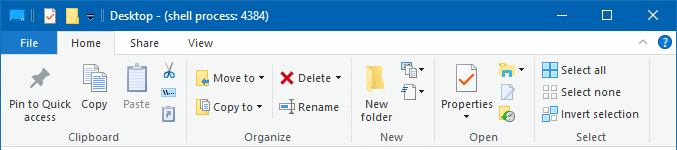 Desktop - (shell process: 4384)
File Home Share View
Pin to Quick access
Copy
Paste
Clipboard
Move to
Copy to
Delete
Rename
Organize
New folder
New
Properties
Open
Select all
Select none
Invert selection
Select